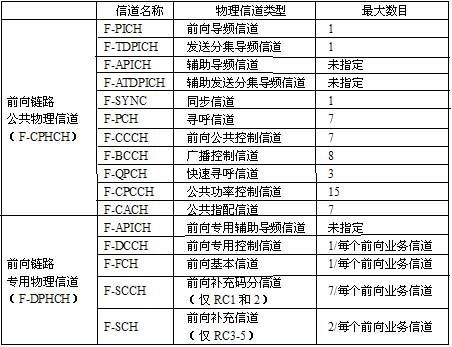 信道名称 物理信道类型 最大数目
前向链路
公共物理信道
（F-CPHCH）
F-PICH 前向导频信道 1
F-TDPICH 发送分集导频信道 1
F-APICH 辅助导频信道 未指定
F-ATDPICH 辅助发送分集导频信道 未指定
F-SYNC 同步信道 1
F-PCH 寻呼信道 7
F-CCCH 前向公共控制信道 7
F-BCCH 广播控制信道 8
F-QPCH 快速寻呼信道 3
F-CPCCH 公共功率控制信道 15
F-CACH 公共指配信道 7
前向链路
专用物理信道
（F-DPHCH）
F-APICH 前向专用辅助导频信道 未指定
F-DCCH 前向专用控制信道 1/每个前向业务信道
F-FCH 前向基本信道 1/每个前向业务信道
F-SCCH 前向补充码分信道 7/每个前向业务信道
（仅 RC1 和 2）
F-SCH 前向补充信道 2/每个前向业务信道
（仅 RC3-5）